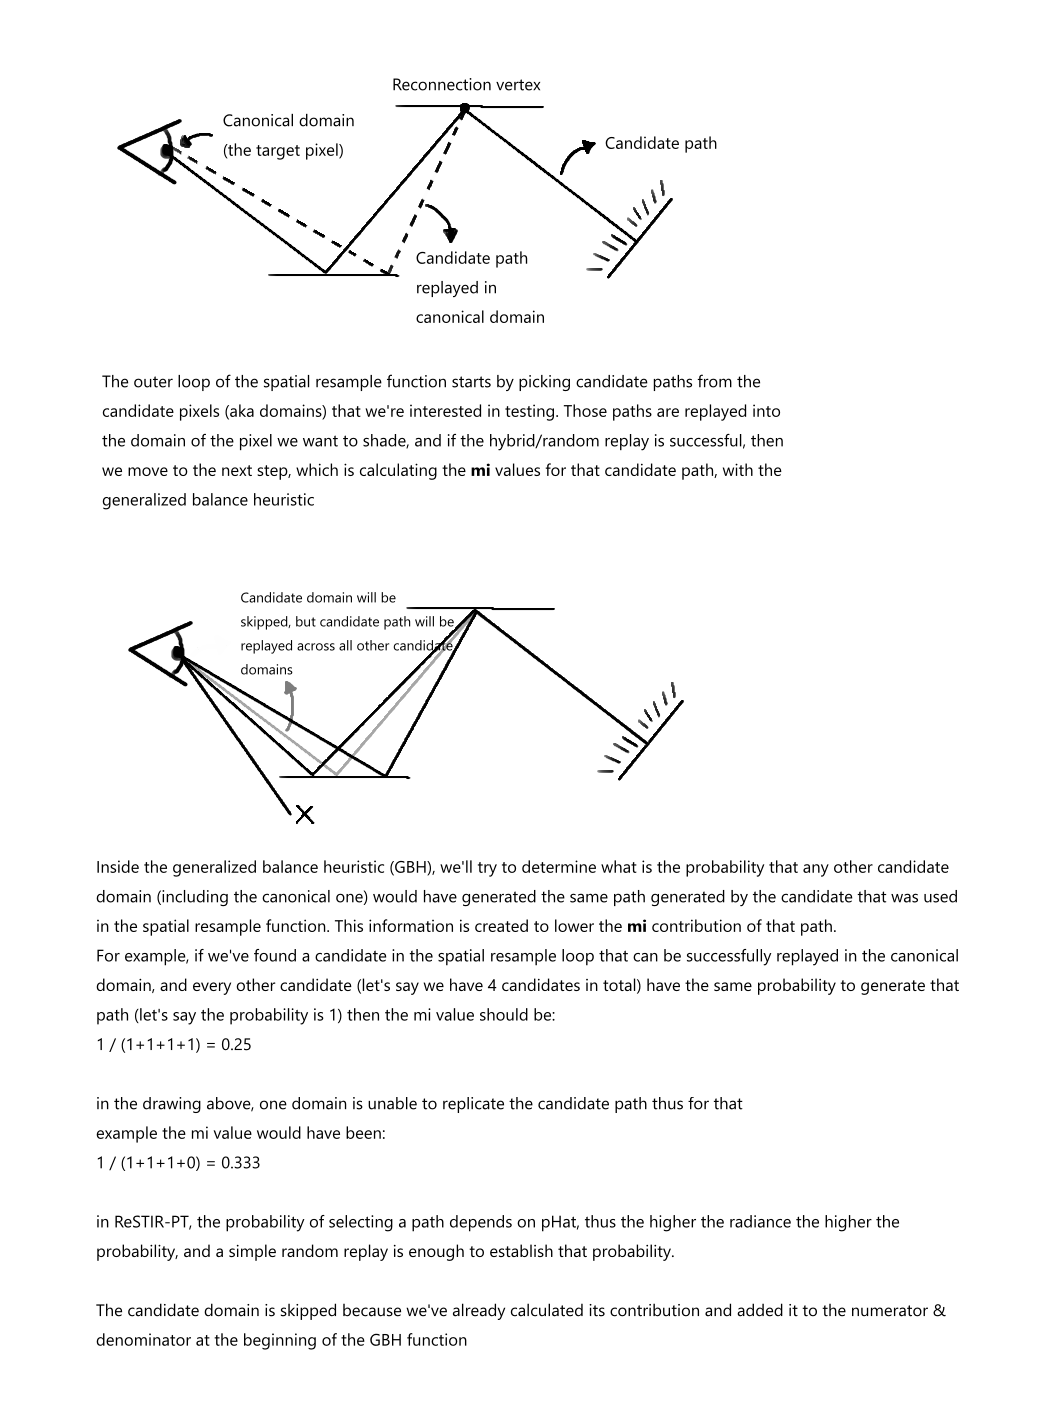 Reconnection vertex
Canonical domain
(the target pixel)
Candidate path
Candidate path
replayed in
canonical domain
The outer loop of the spatial resample function starts by picking candidate paths from the
candidate pixels (aka domains) that we're interested in testing. Those paths are replayed into
the domain of the pixel we want to shade, and if the hybrid/random replay is successful, then
we move to the next step, which is calculating the mi values for that candidate path, with the
generalized balance heuristic
Candidate domain will be
skipped, but candidate path will be
replayed across all other candidate
domains
X
Inside the generalized balance heuristic (GBH), we'll try to determine what is the probability that any other candidate
domain (including the canonical one) would have generated the same path generated by the candidate that was used
in the spatial resample function. This information is created to lower the mi contribution of that path.
For example, if we've found a candidate in the spatial resample loop that can be successfully replayed in the canonical
domain, and every other candidate (let's say we have 4 candidates in total) have the same probability to generate that
path (let's say the probability is 1) then the mi value should be:
1 / (1+1+1+1) = 0.25
in the drawing above, one domain is unable to replicate the candidate path thus for that
example the mi value would have been:
1 / (1+1+1+0) = 0.333
in ReSTIR-PT, the probability of selecting a path depends on pHat, thus the higher the radiance the higher the
probability, and a simple random replay is enough to establish that probability.
The candidate domain is skipped because we've already calculated its contribution and added it to the numerator &
denominator at the beginning of the GBH function